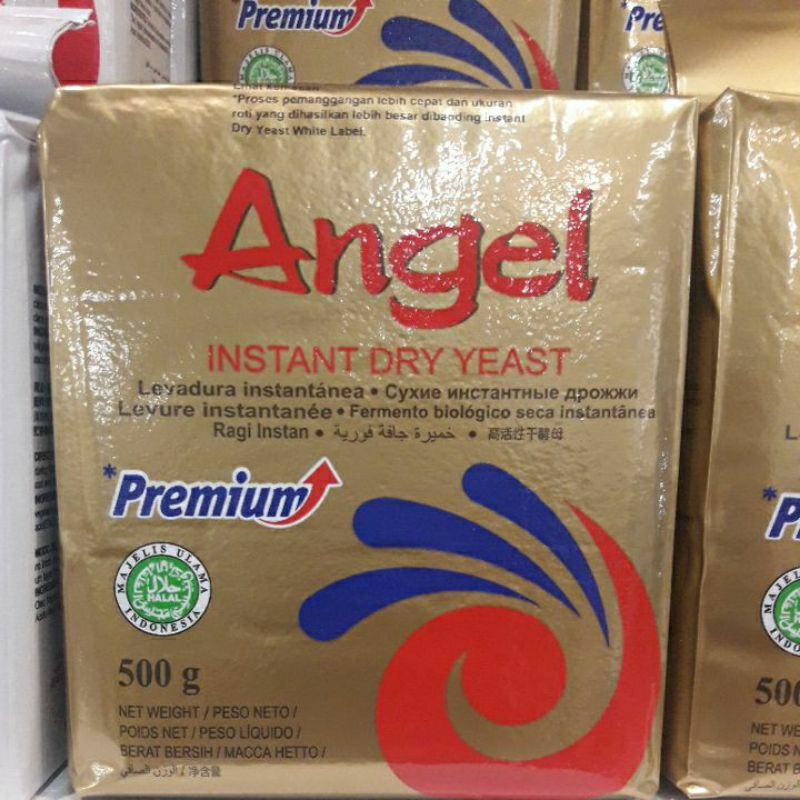 Premium
*Proses pemanggangan lebih cepat dan ukuran
roti yang dihasilkan lebih besar dibanding instant
Dry Yeast White Label.
Angel
INSTANT DRY YEAST
Levadura instantánea • Сухие инстантные дрожжи
Levure instantanée • Fermento biológico seca instantânea
Ragi Instan • خميرة جافة فورية • 高活性干酵母
*Premium
MAJELIS ULAMA
حلال
HALAL
INDONESIA
500 g
NET WEIGHT / PESO NETO /
POIDS NET / PESO LÍQUIDO /
BERAT BERSIH / МАССА НЕТТО /
الوزن الصافي / 净含量